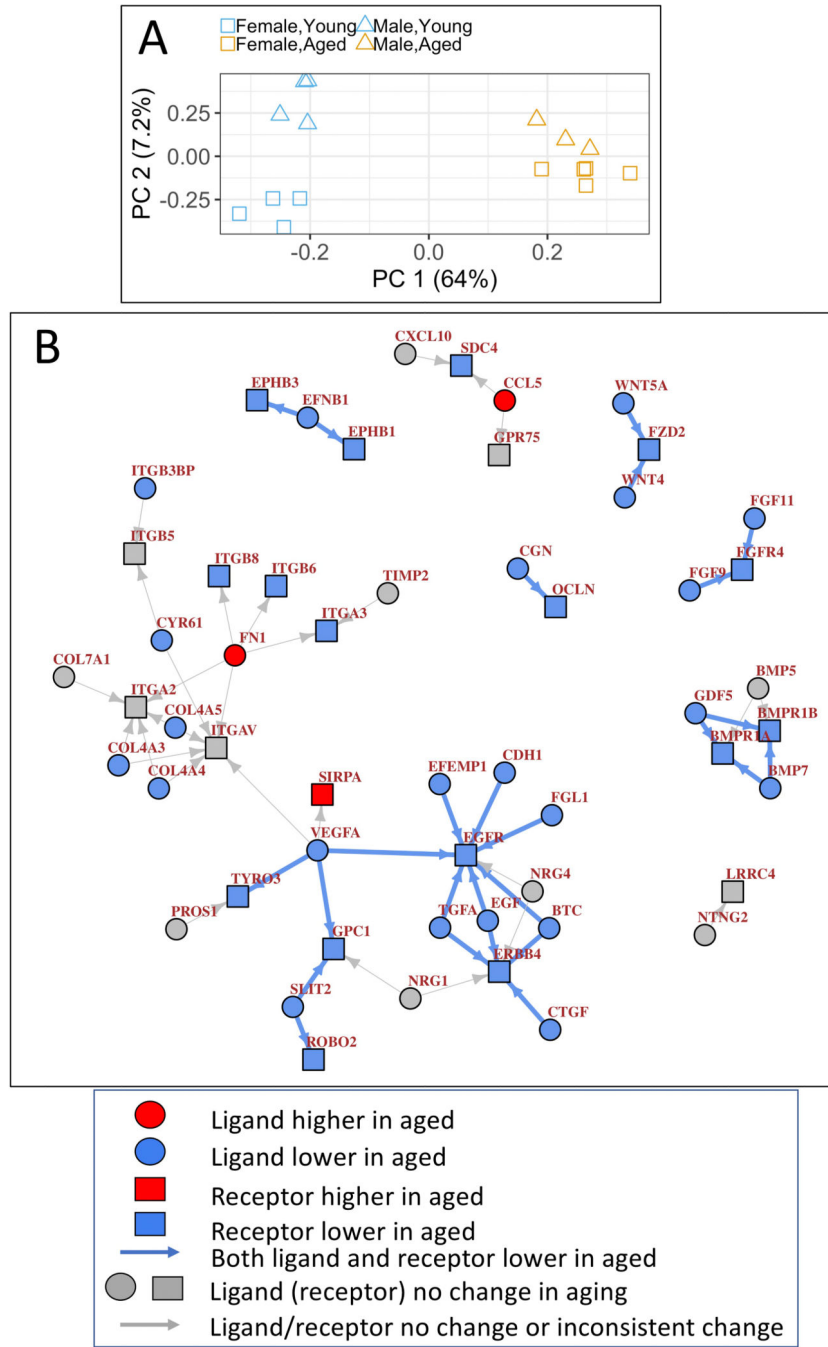 A
Female,Young Male,Young
Female,Aged Male,Aged
PC 2 (7.2%)
0.25
0.00
-0.25
-0.2 0.0 0.2
PC 1 (64%)
B
CXCL10
SDC4
EPHB3
EFNB1
CCL5
WNT5A
EPHB1
GPR75
FZD2
ITGB3BP
WNT4
FGF11
ITGB5
ITGB8
ITGB6
TIMP2
CGN
FGFR4
OCLN
FGF9
CYR61
FN1
ITGA3
COL7A1
ITGA2
COL4A5
ITGAV
BMP5
GDF5
BMPR1B
BMPR1A
COL4A3
COL4A4
SIRPA
EFEMP1
CDH1
BMP7
FGL1
VEGFA
EGFR
TYRO3
NRG4
LRRC4
PROS1
TGFA
EGF
BTC
NTNG2
GPC1
ERBB4
SLIT2
NRG1
CTGF
ROBO2
Ligand higher in aged
Ligand lower in aged
Receptor higher in aged
Receptor lower in aged
Both ligand and receptor lower in aged
Ligand (receptor) no change in aging
Ligand/receptor no change or inconsistent change